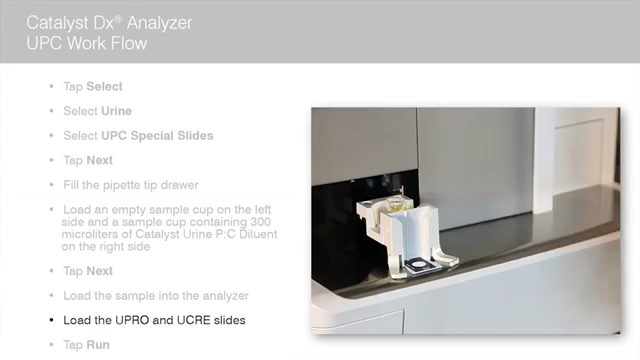 Catalyst Dx® Analyzer
UPC Work Flow
• Tap Select
• Select Urine
• Select UPC Special Slides
• Tap Next
• Fill the pipette tip drawer
• Load an empty sample cup on the left
side and a sample cup containing 300
microliters of Catalyst Urine P:C Diluent
on the right side
• Tap Next
• Load the sample into the analyzer
• Load the UPRO and UCRE slides
• Tap Run